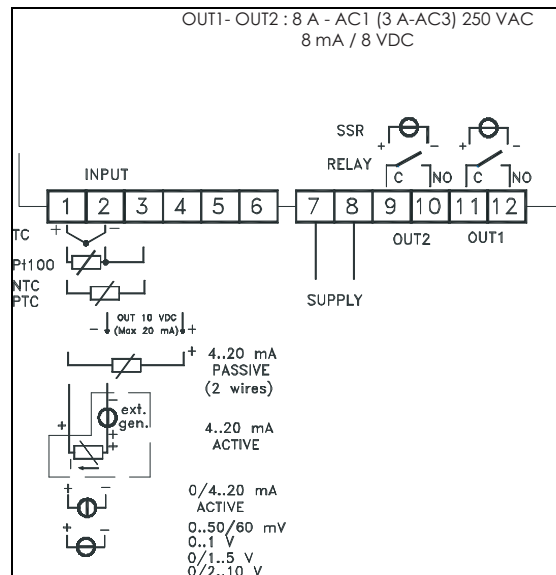 OUT1- OUT2 : 8 A - AC1 (3 A-AC3) 250 VAC
8 mA / 8 VDC
SSR
+ - + -
RELAY
C NO C NO
INPUT
1 2 3 4 5 6 7 8 9 10 11 12
TC + -
OUT2 OUT1
Pt100
NTC
PTC
SUPPLY
OUT 10 VDC
- (Max 20 mA) +
+ 4..20 mA
PASSIVE
(2 wires)
-
ext.
+ gen.
+ 4..20 mA
+ ACTIVE
I
+ - 0/4..20 mA
ACTIVE
+ - 0..50/60 mV
0..1 V
0/1..5 V
0/2..10 V